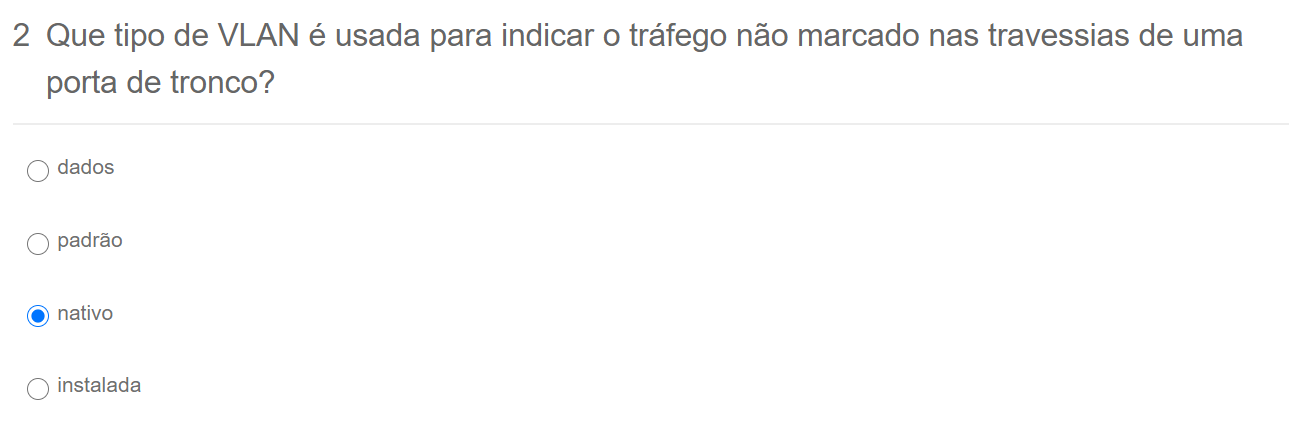 2 Que tipo de VLAN é usada para indicar o tráfego não marcado nas travessias de uma
porta de tronco?
dados
padrão
nativo
instalada